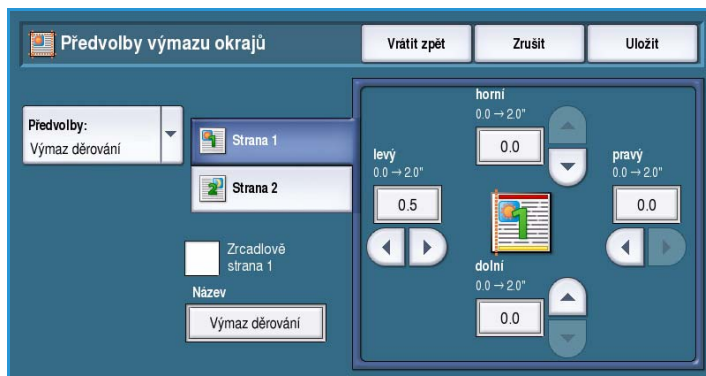 Předvolby výmazu okrajů
Vrátit zpět
Zrušit
Uložit
Předvolby:
Výmaz děrování
Strana 1
Strana 2
Zrcadlově
strana 1
Název
Výmaz děrování
horní
0.0 → 2.0"
0.0
levý
0.0 → 2.0"
0.5
pravý
0.0 → 2.0"
0.0
dolní
0.0 → 2.0"
0.0